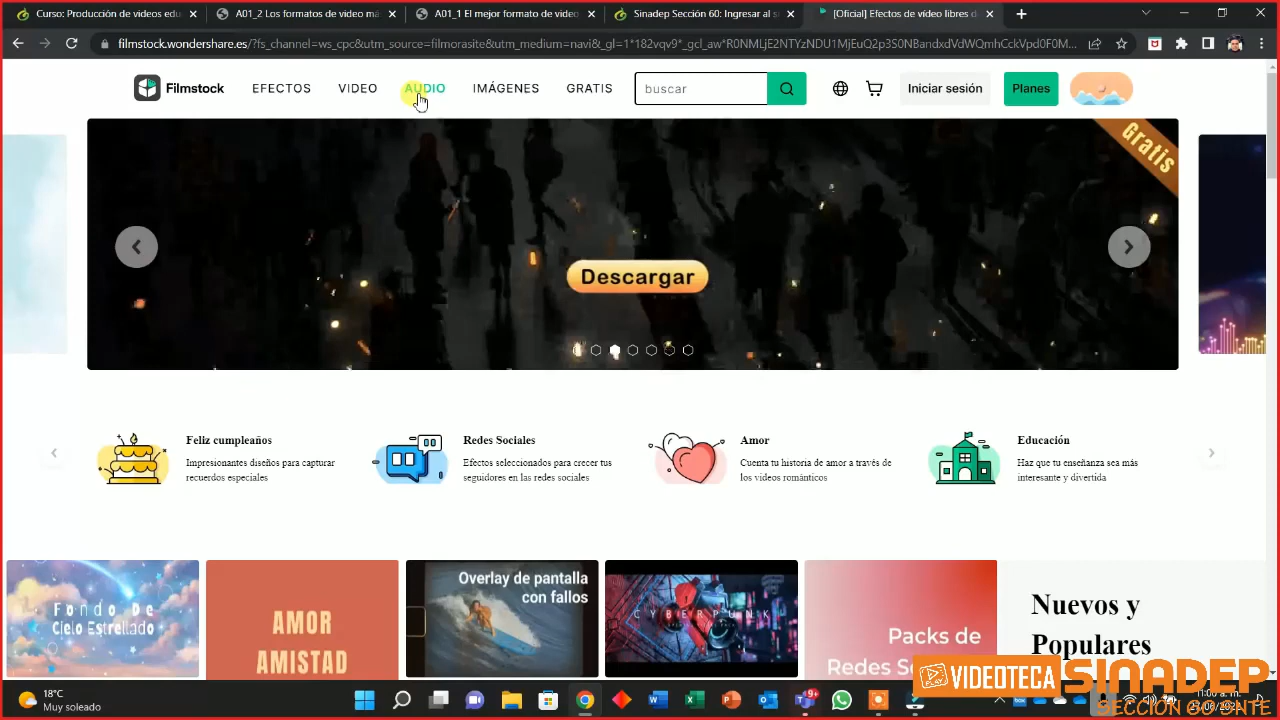 Curso: Producción de videos edu
A01_2 Los formatos de video má
A01_1 El mejor formato de video
Sinadep Sección 60: Ingresar al s
[Oficial] Efectos de vídeo libres d
filmstock.wondershare.es/?fs_channel=ws_cpc&utm_source=filmorasite&utm_medium=navi&_gl=1*182vqv9*_gcl_aw*
Filmstock
EFECTOS
VIDEO
AUDIO
IMÁGENES
GRATIS
buscar
Iniciar sesión
Planes
Gratis
Descargar
Feliz cumpleaños
Impresionantes diseños para capturar
recuerdos especiales
Redes Sociales
Efectos seleccionados para crecer tus
seguidores en las redes sociales
Amor
Cuenta tu historia de amor a través de
los vídeos románticos
Educación
Haz que tu enseñanza sea más
interesante y divertida
Fondo De
Cielo Estrellado
AMOR
AMISTAD
Overlay de pantalla
con fallos
CYBERPUNK
Packs de
Redes
Nuevos y
Populares
VIDEOTECA SINADEP
SECCIÓN 60 SNTE
18°C
Muy soleado